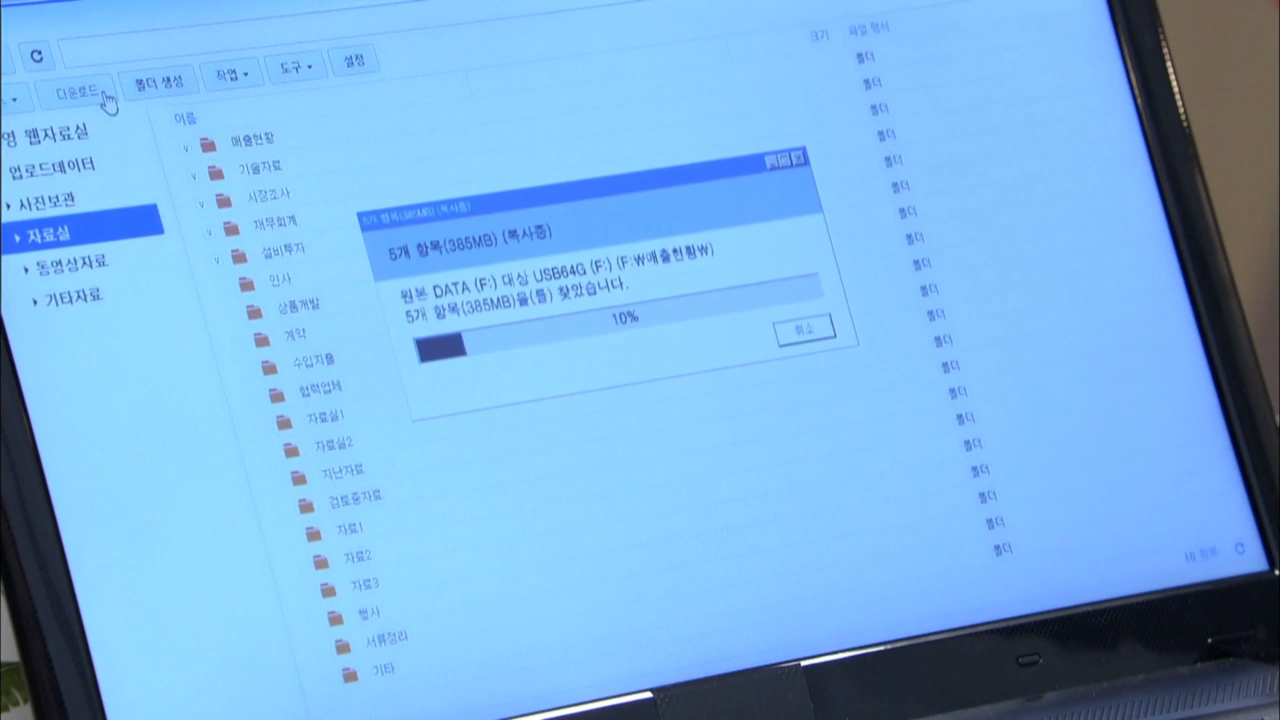 다운로드
폴더 생성
작업
도구
설정
영 웹자료실
업로드데이터
사진보관
자료실
동영상자료
기타자료
이름
크기
파일 형식
매출현황
폴더
기술자료
폴더
시장조사
폴더
재무회계
폴더
설비투자
폴더
인사
폴더
상품개발
폴더
계약
폴더
수입지출
폴더
협력업체
폴더
자료실1
폴더
자료실2
폴더
지난자료
폴더
검토중자료
폴더
자료1
폴더
자료2
폴더
자료3
폴더
행사
폴더
서류정리
폴더
기타
폴더
5개 항목(385MB) (복사중)
5개 항목(385MB) (복사중)
원본 DATA (F:) 대상 USB64G (F:) (F:₩매출현황₩)
5개 항목(385MB)을(를) 찾았습니다.
10%
취소